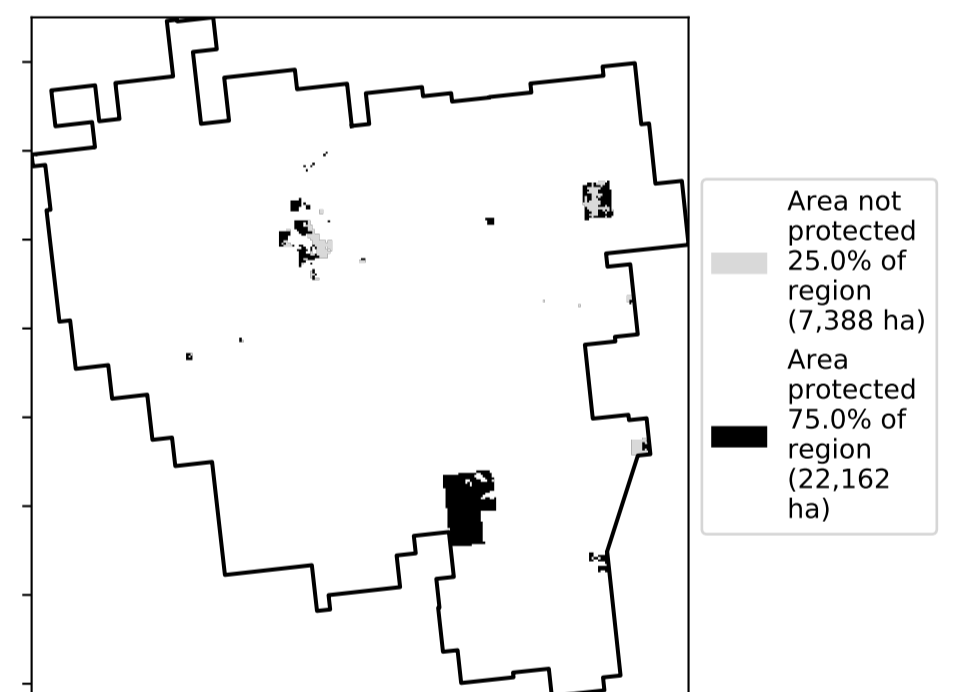 Area not
protected
25.0% of
region
(7,388 ha)
Area
protected
75.0% of
region
(22,162
ha)